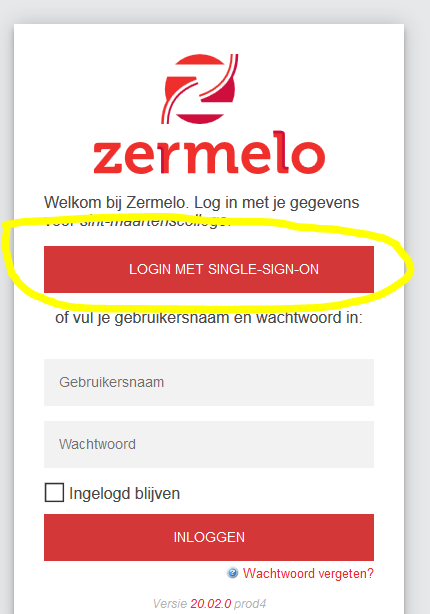 zermelo
Welkom bij Zermelo. Log in met je gegevens
voor sint-maartenscollege.
LOGIN MET SINGLE-SIGN-ON
of vul je gebruikersnaam en wachtwoord in:
Gebruikersnaam
Wachtwoord
Ingelogd blijven
INLOGGEN
Wachtwoord vergeten?
Versie 20.02.0 prod4